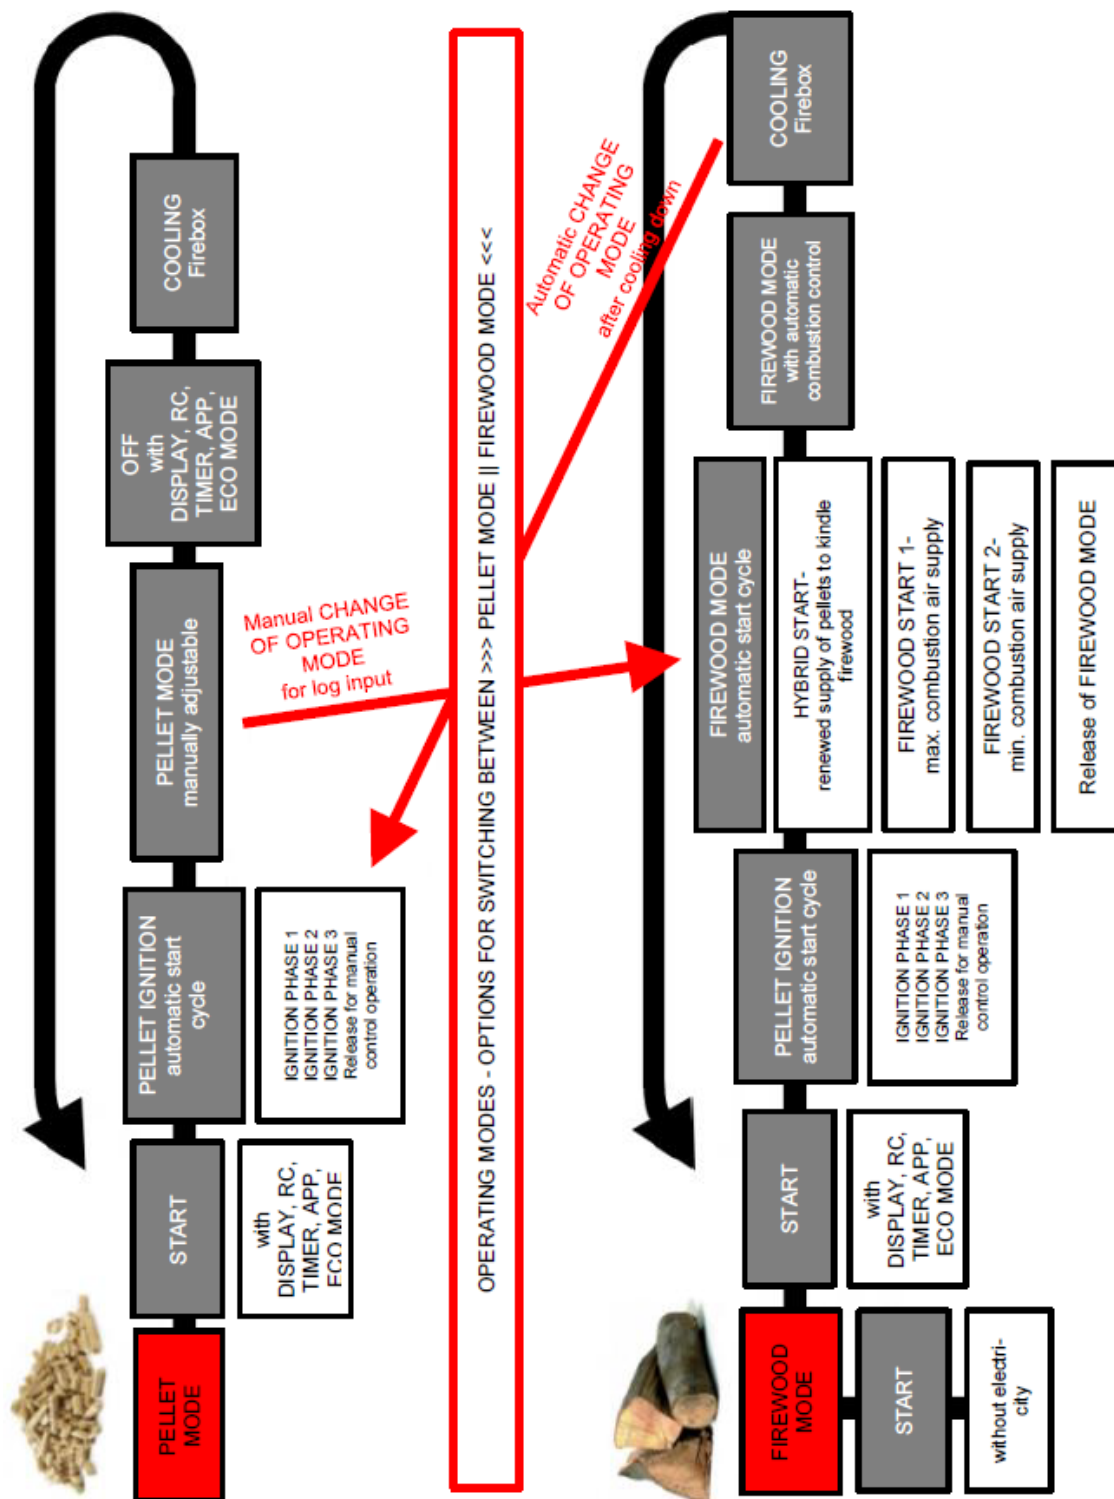 PELLET
MODE
START
with
DISPLAY, RC,
TIMER, APP,
ECO MODE
PELLET IGNITION
automatic start
cycle
IGNITION PHASE 1
IGNITION PHASE 2
IGNITION PHASE 3
Release for manual
control operation
PELLET MODE
manually adjustable
OFF
with
DISPLAY, RC,
TIMER, APP,
ECO MODE
COOLING
Firebox
Manual CHANGE
OF OPERATING
MODE
for log input
OPERATING MODES - OPTIONS FOR SWITCHING BETWEEN >>> PELLET MODE || FIREWOOD MODE <<<
Automatic CHANGE
OF OPERATING
MODE
after cooling down
FIREWOOD
MODE
START
without electri-
city
START
with
DISPLAY, RC,
TIMER, APP,
ECO MODE
PELLET IGNITION
automatic start cycle
IGNITION PHASE 1
IGNITION PHASE 2
IGNITION PHASE 3
Release for manual
control operation
FIREWOOD MODE
automatic start cycle
HYBRID START-
renewed supply of pellets to kindle
firewood
FIREWOOD START 1-
max. combustion air supply
FIREWOOD START 2-
min. combustion air supply
Release of FIREWOOD MODE
FIREWOOD MODE
with automatic
combustion control
COOLING
Firebox